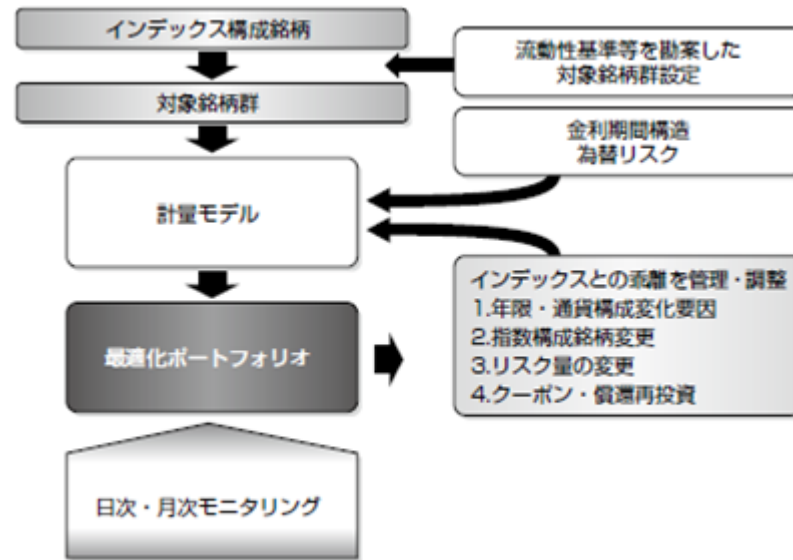 インデックス構成銘柄
流動性基準等を勘案した
対象銘柄群設定
対象銘柄群
金利期間構造
為替リスク
計量モデル
インデックスとの乖離を管理・調整
1.年限・通貨構成変化要因
2.指数構成銘柄変更
3.リスク量の変更
4.クーポン・償還再投資
最適化ポートフォリオ
日次・月次モニタリング